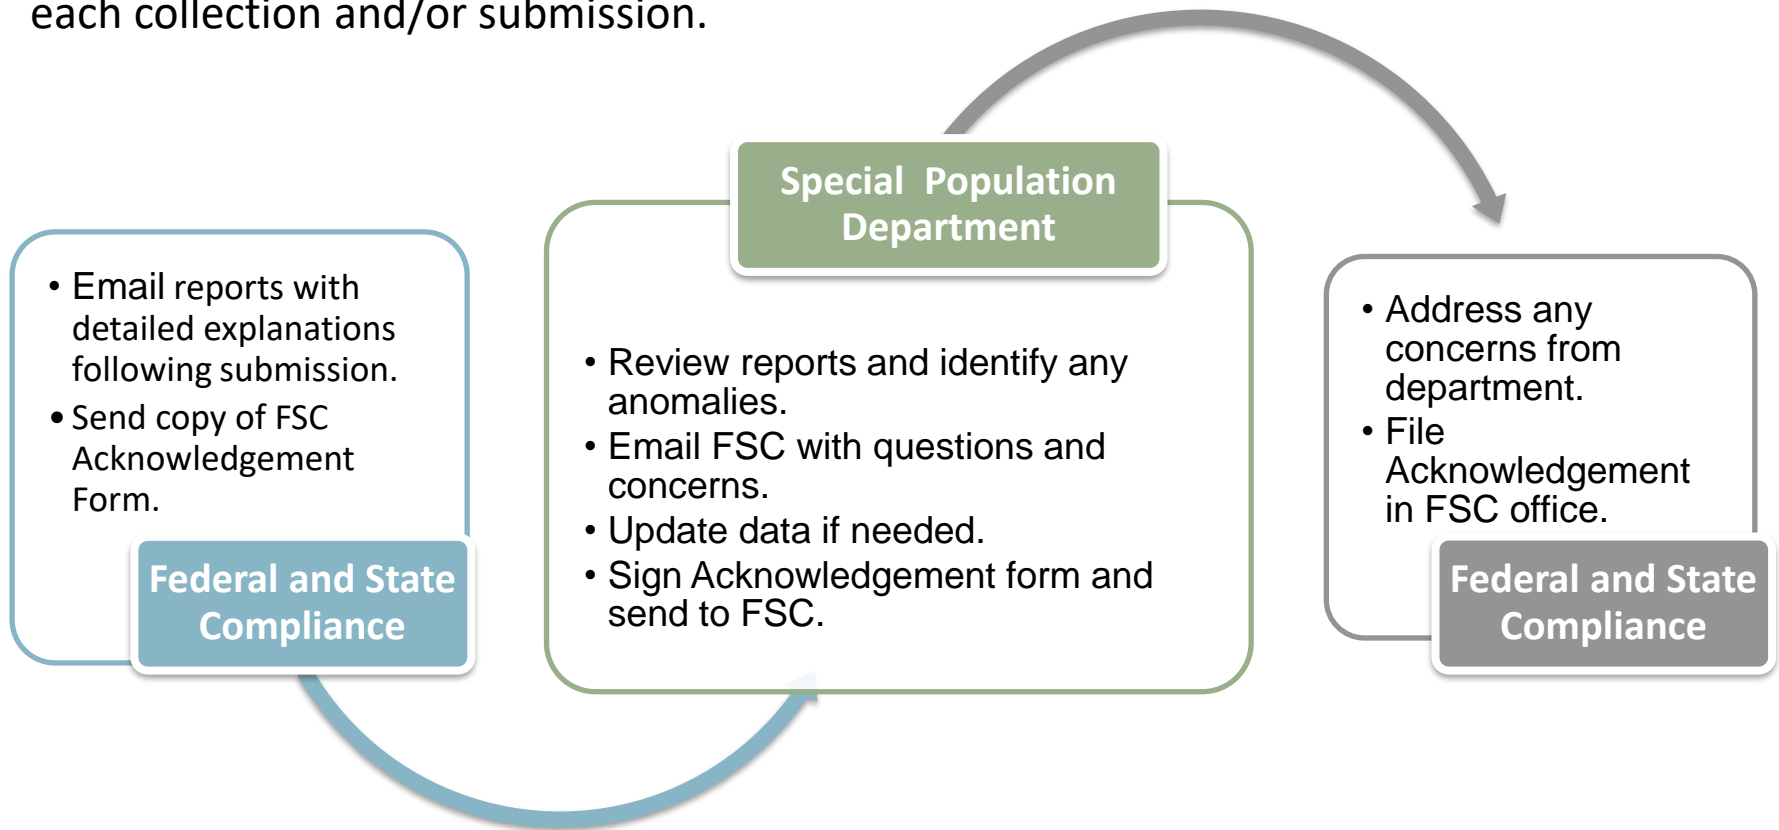 each collection and/or submission.
• Email reports with
detailed explanations
following submission.
• Send copy of FSC
Acknowledgement
Form.
Federal and State
Compliance
Special Population
Department
• Review reports and identify any
anomalies.
• Email FSC with questions and
concerns.
• Update data if needed.
• Sign Acknowledgement form and
send to FSC.
• Address any
concerns from
department.
• File
Acknowledgement
in FSC office.
Federal and State
Compliance